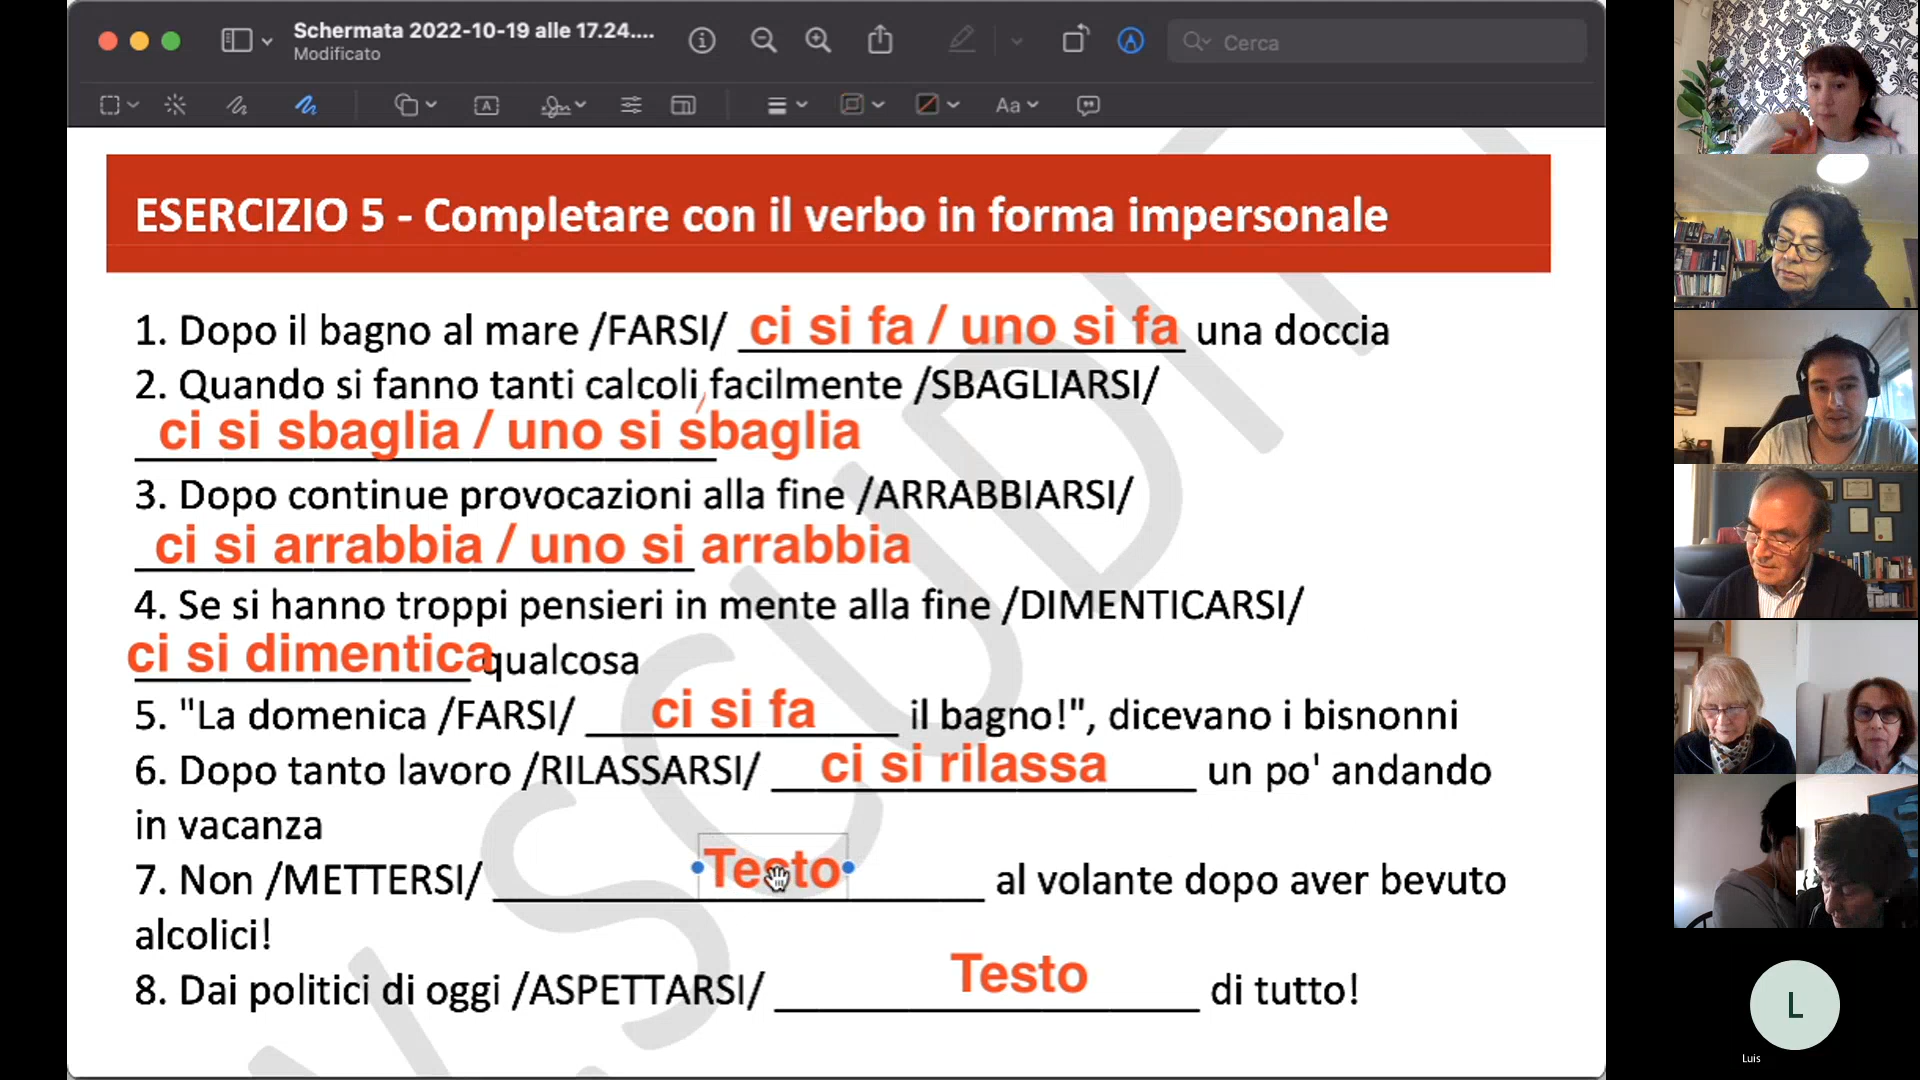 Schermata 2022-10-19 alle 17.24....
Modificato
Cerca
A
Aa
ESERCIZIO 5 - Completare con il verbo in forma impersonale
1. Dopo il bagno al mare /FARSI/ ci si fa / uno si fa una doccia
2. Quando si fanno tanti calcoli, facilmente /SBAGLIARSI/
ci si sbaglia / uno si sbaglia
3. Dopo continue provocazioni alla fine /ARRABBIARSI/
ci si arrabbia / uno si arrabbia
4. Se si hanno troppi pensieri in mente alla fine /DIMENTICARSI/
ci si dimentica qualcosa
5. "La domenica /FARSI/ ci si fa il bagno!", dicevano i bisnonni
6. Dopo tanto lavoro /RILASSARSI/ ci si rilassa un po' andando
in vacanza
7. Non /METTERSI/ Testo al volante dopo aver bevuto
alcolici!
8. Dai politici di oggi /ASPETTARSI/ Testo di tutto!
L
Luis